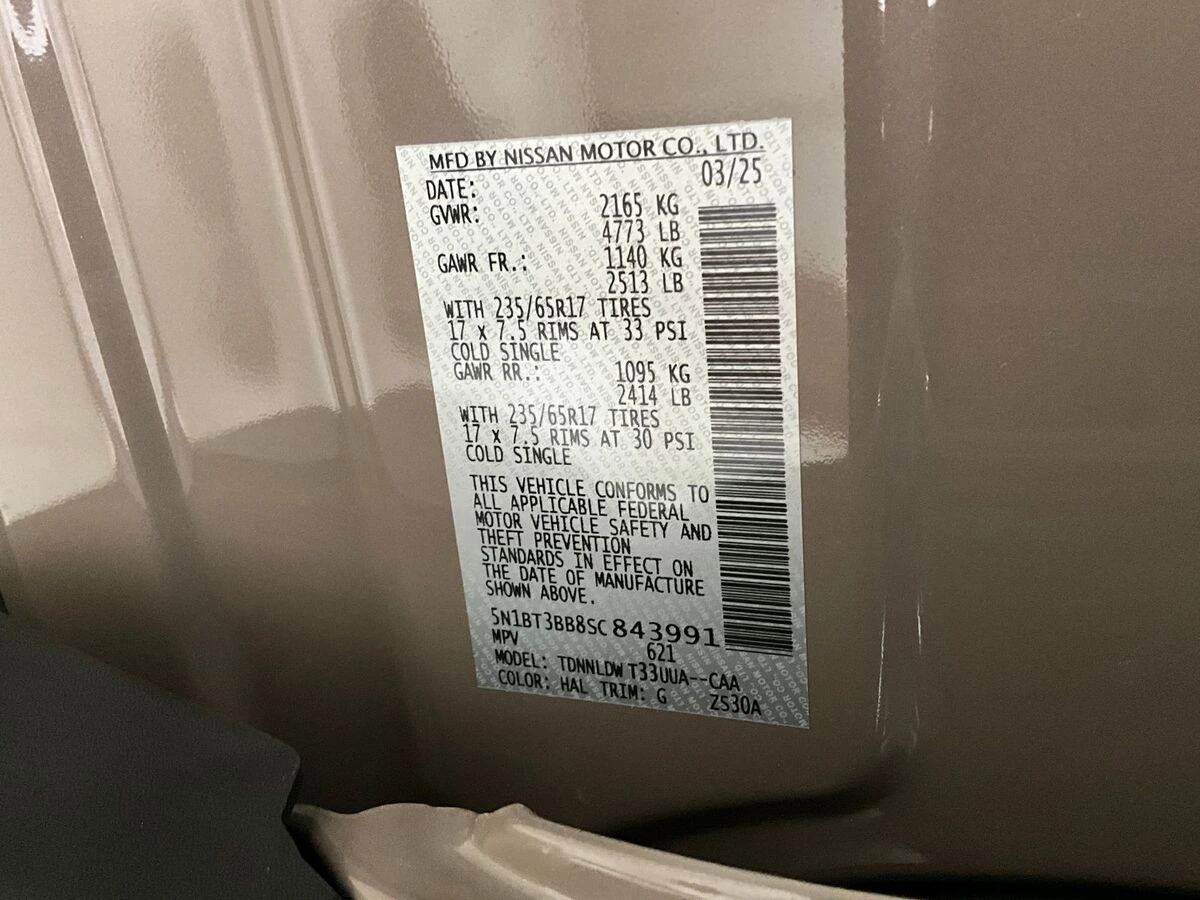 MFD BY NISSAN MOTOR CO., LTD.
DATE: 03/25
GVWR: 2165 KG
4773 LB
GAWR FR.: 1140 KG
2513 LB
WITH 235/65R17 TIRES
17 x 7.5 RIMS AT 33 PSI
COLD SINGLE
GAWR RR.: 1095 KG
2414 LB
WITH 235/65R17 TIRES
17 x 7.5 RIMS AT 30 PSI
COLD SINGLE
THIS VEHICLE CONFORMS TO
ALL APPLICABLE FEDERAL
MOTOR VEHICLE SAFETY AND
THEFT PREVENTION
STANDARDS IN EFFECT ON
THE DATE OF MANUFACTURE
SHOWN ABOVE.
5N1BT3BB8SC843991
MPV 621
MODEL: TDNNLDW T33UUA--CAA
COLOR: HAL TRIM: G ZS30A